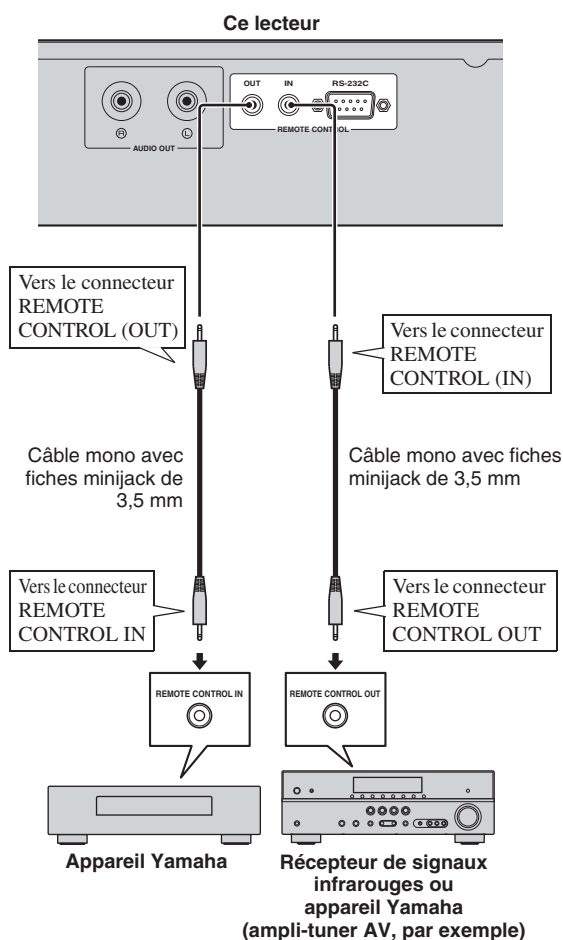 Ce lecteur
OUT
IN
RS-232C
R
L
AUDIO OUT
REMOTE CONTROL
Vers le connecteur
REMOTE
CONTROL (OUT)
Vers le connecteur
REMOTE
CONTROL (IN)
Câble mono avec
fiches minijack de
3,5 mm
Câble mono avec fiches
minijack de 3,5 mm
Vers le connecteur
REMOTE
CONTROL IN
Vers le connecteur
REMOTE
CONTROL OUT
REMOTE CONTROL IN
REMOTE CONTROL OUT
Appareil Yamaha
Récepteur de signaux
infrarouges ou
appareil Yamaha
(ampli-tuner AV, par exemple)